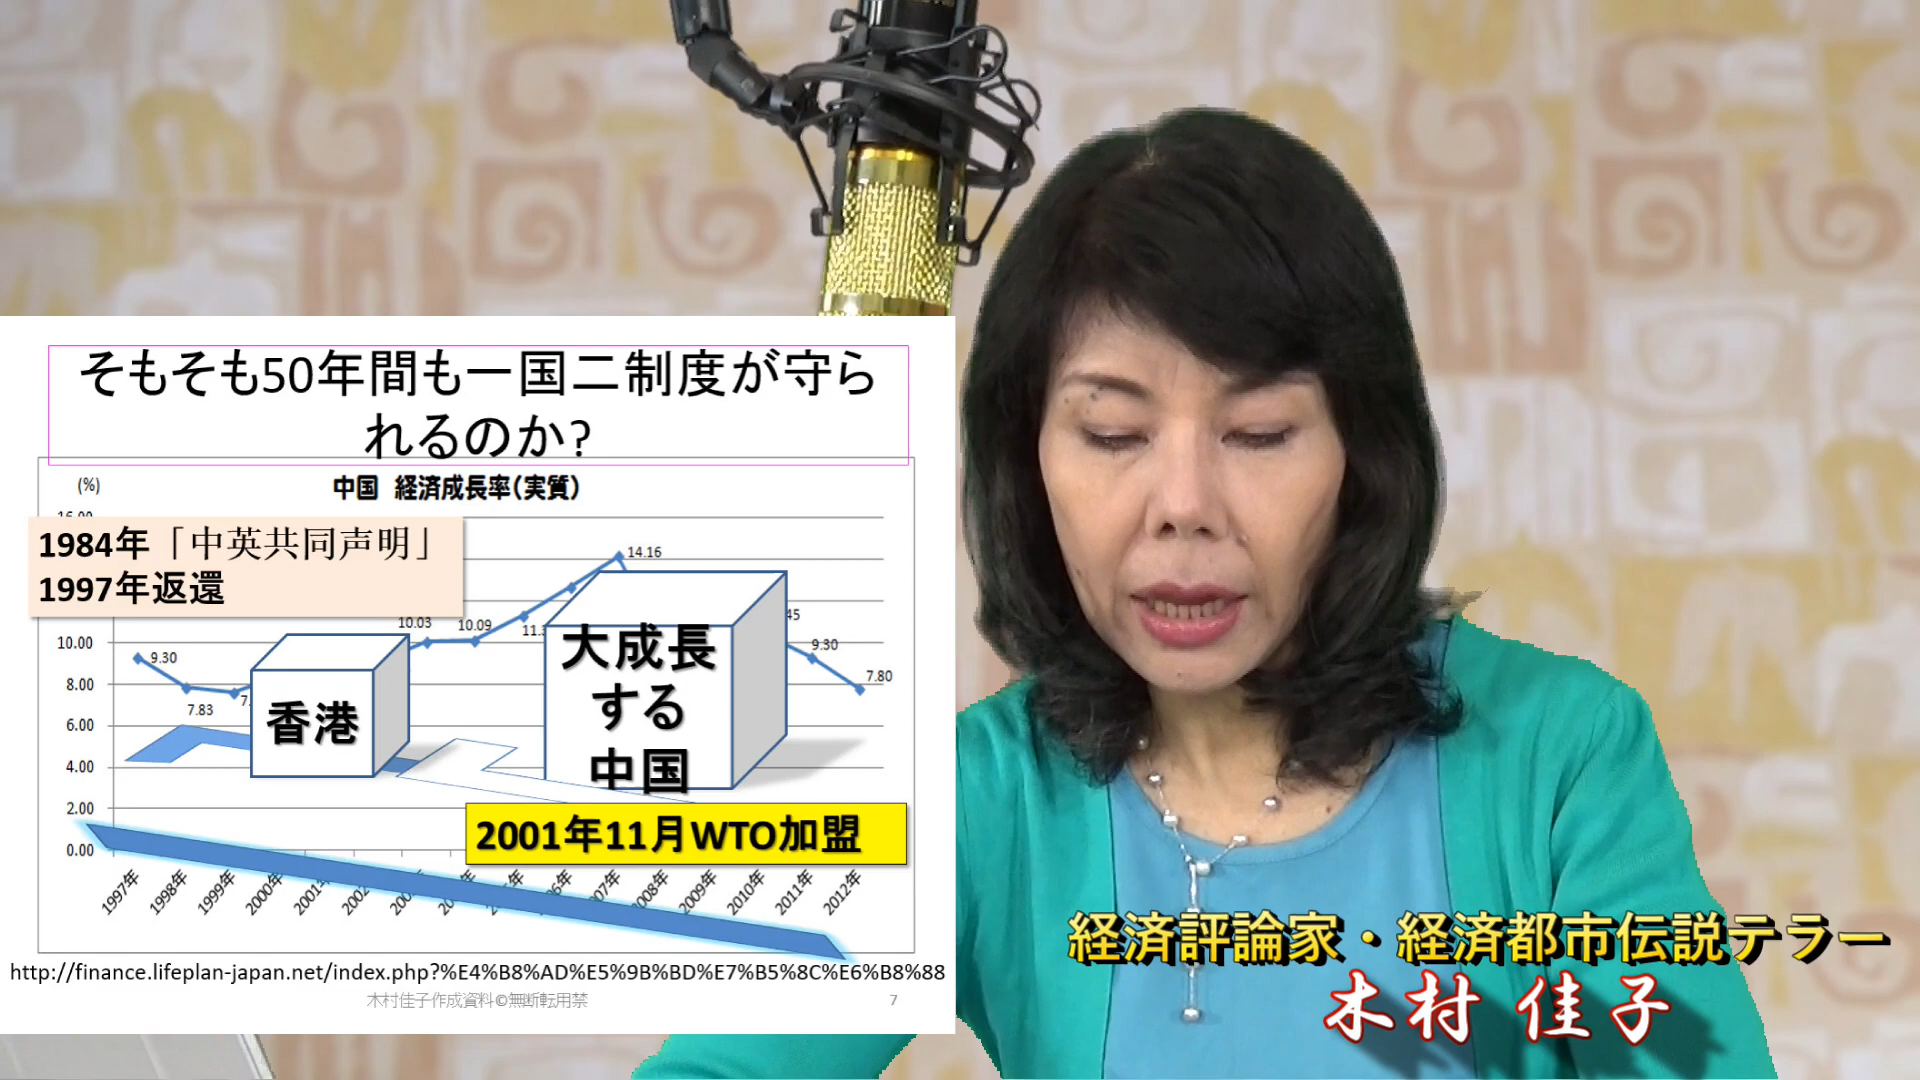 そもそも50年間も一国二制度が守ら
れるのか?
(%)
中国 経済成長率(実質)
1984年「中英共同声明」
1997年返還
14.16
10.03
10.09
9.30
7.83
9.30
7.80
10.00
8.00
6.00
4.00
2.00
0.00
香港
大成長
する
中国
2001年11月WTO加盟
1997年
1998年
1999年
2000年
2010年
2011年
2012年
http://finance.lifeplan-japan.net/index.php?%E4%B8%AD%E5%9B%BD%E7%B5%8C%E6%B8%88
木村佳子作成資料©無断転用禁
7
経済評論家・経済都市伝説テラー
木村 佳子